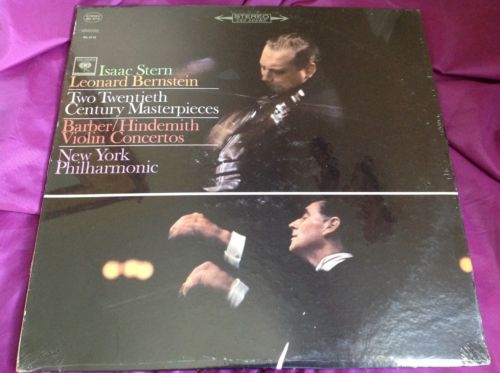 STEREO
Isaac Stern
Leonard Bernstein
Two Twentieth
Century Masterpieces
Barber/Hindemith
Violin Concertos
New York
Philharmonic